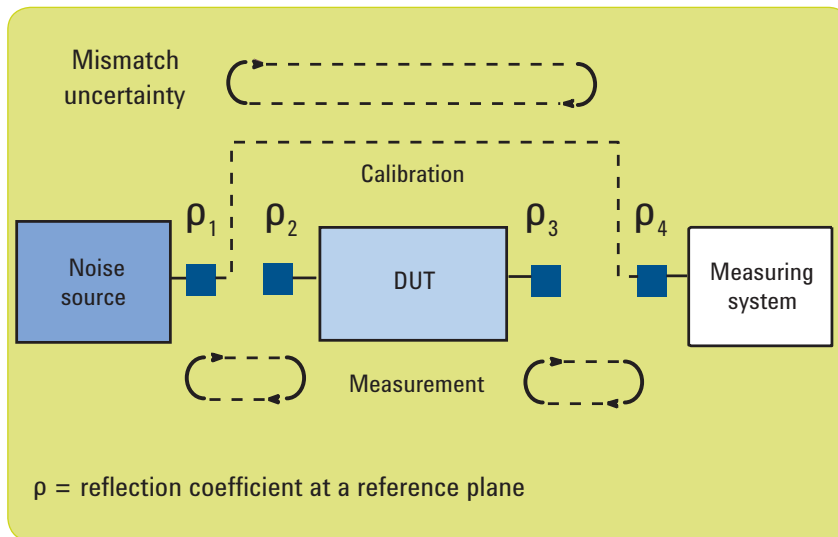 Mismatch
uncertainty
Calibration
ρ1
ρ2
ρ3
ρ4
Noise
source
DUT
Measuring
system
Measurement
ρ = reflection coefficient at a reference plane